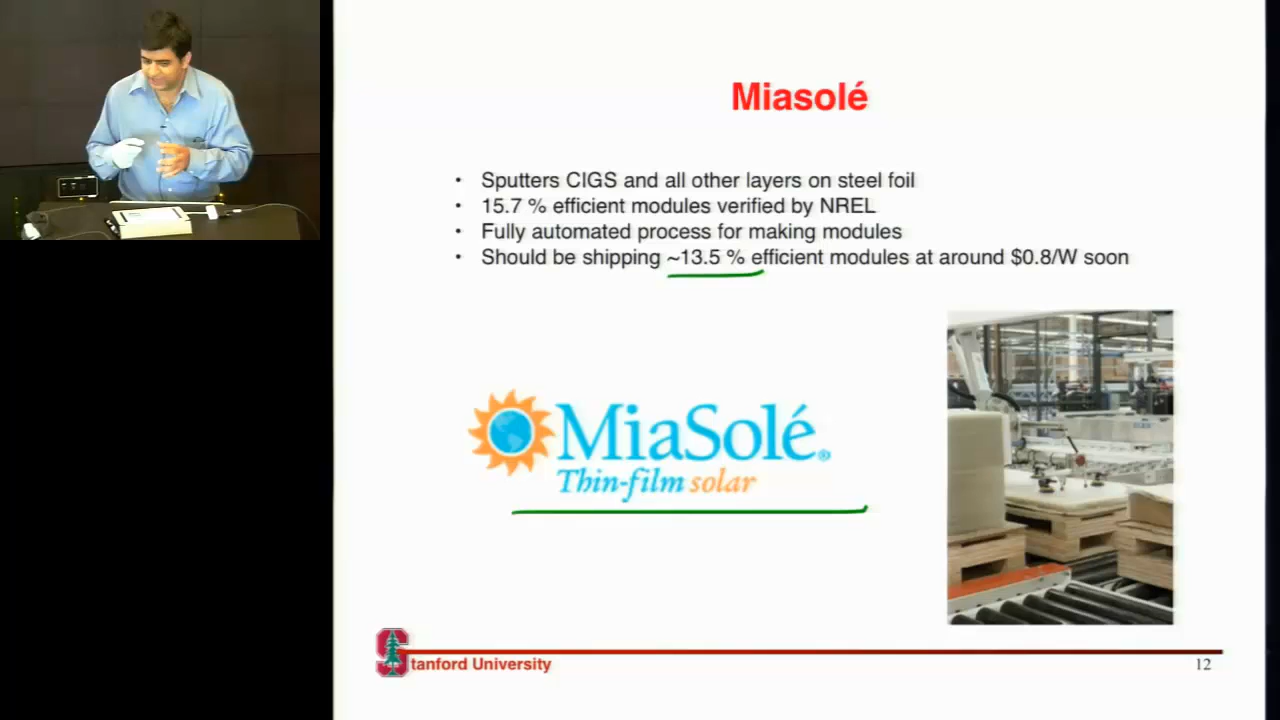 Miasolé
• Sputters CIGS and all other layers on steel foil
• 15.7 % efficient modules verified by NREL
• Fully automated process for making modules
• Should be shipping ~13.5 % efficient modules at around $0.8/W soon
MiaSolé®
Thin-film solar
Stanford University
12